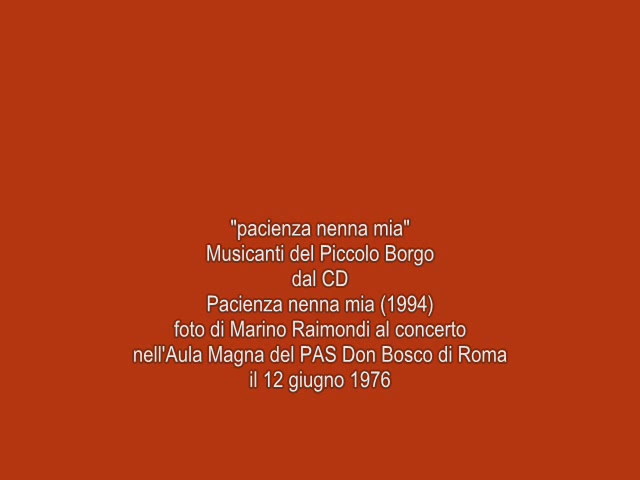 "pacienza nenna mia"
Musicanti del Piccolo Borgo
dal CD
Pacienza nenna mia (1994)
foto di Marino Raimondi al concerto
nell'Aula Magna del PAS Don Bosco di Roma
il 12 giugno 1976